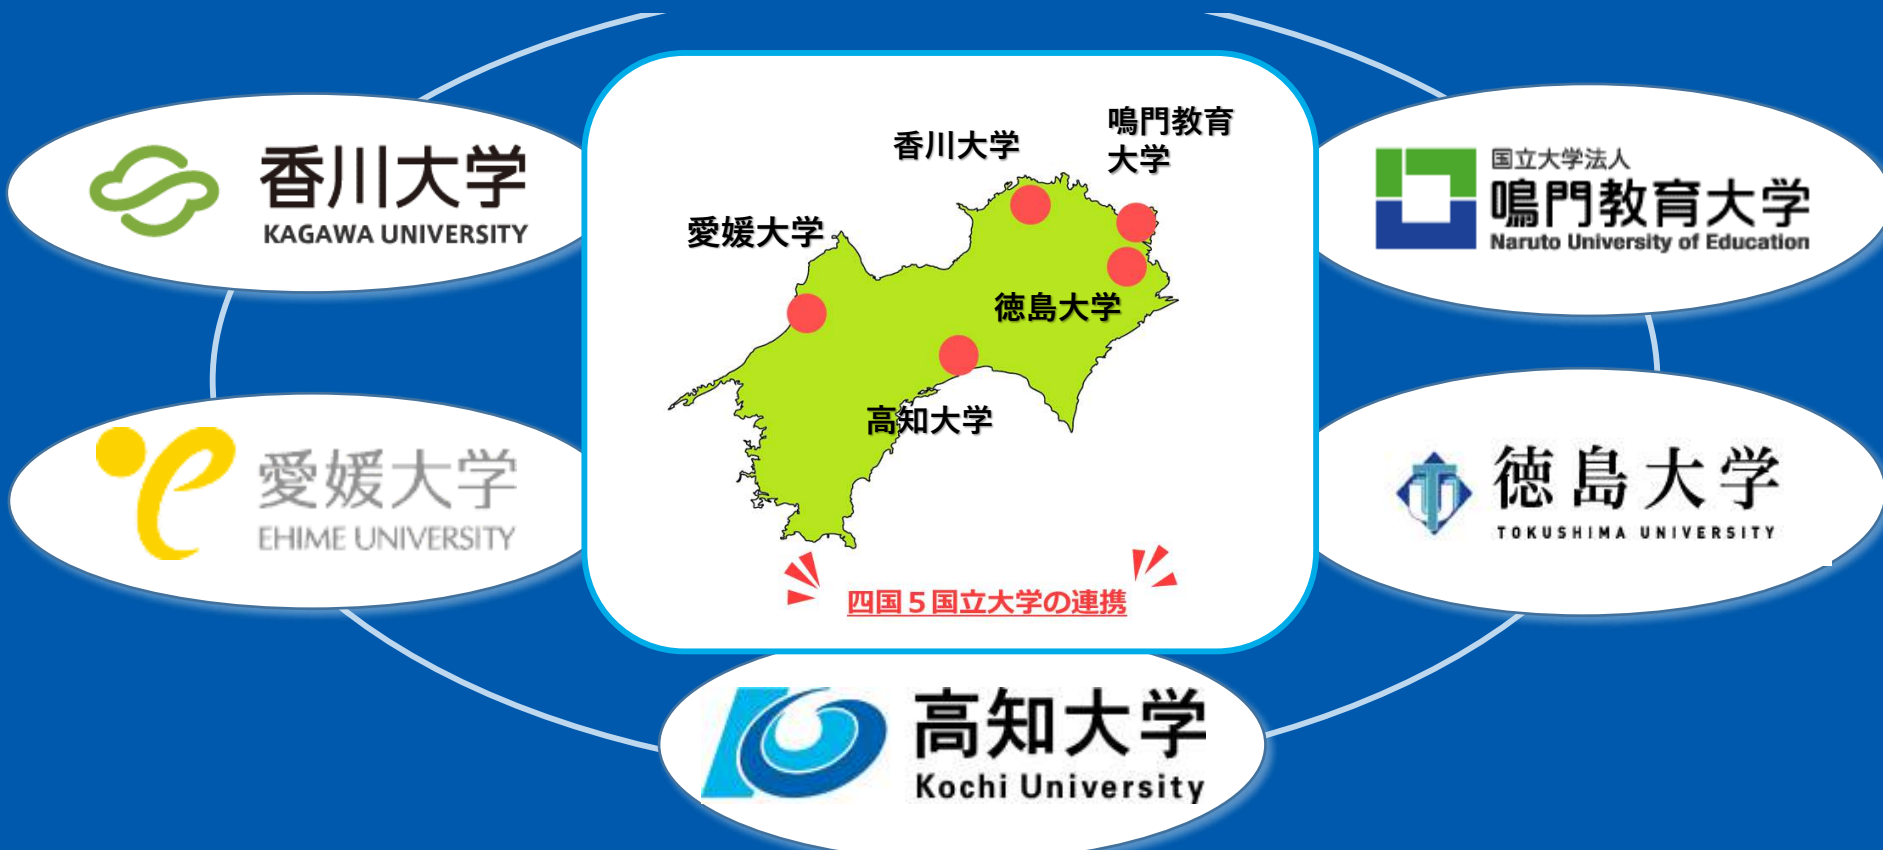 香川大学
KAGAWA UNIVERSITY
愛媛大学
EHIME UNIVERSITY
香川大学
鳴門教育
大学
愛媛大学
徳島大学
高知大学
四国5国立大学の連携
国立大学法人
鳴門教育大学
Naruto University of Education
徳島大学
TOKUSHIMA UNIVERSITY
高知大学
Kochi University